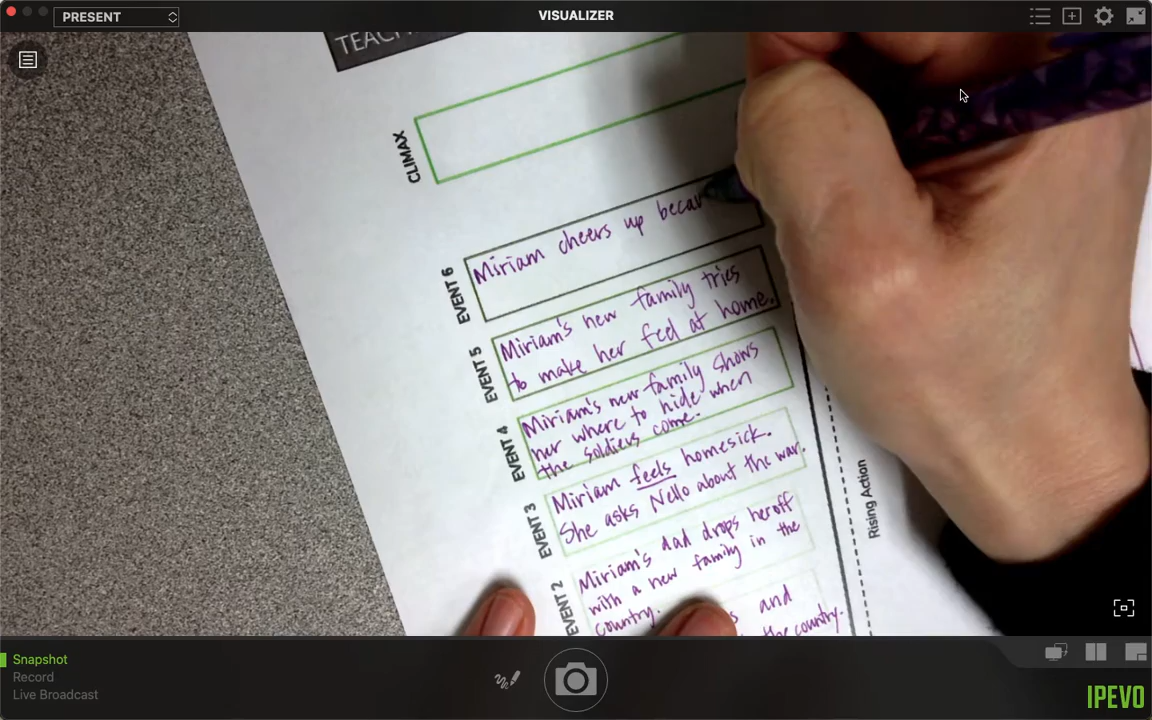 PRESENT
VISUALIZER
TEACH
CLIMAX
EVENT 6
Miriam cheers up becau
EVENT 5
Miriam's new family tries
to make her feel at home.
EVENT 4
Miriam's new family shows
her where to hide when
the soldiers come.
EVENT 3
Miriam feels homesick.
She asks Nello about the war.
EVENT 2
Miriam's dad drops her off
with a new family in the
country.
and
the country.
Rising Action
Snapshot
Record
Live Broadcast
IPEVO